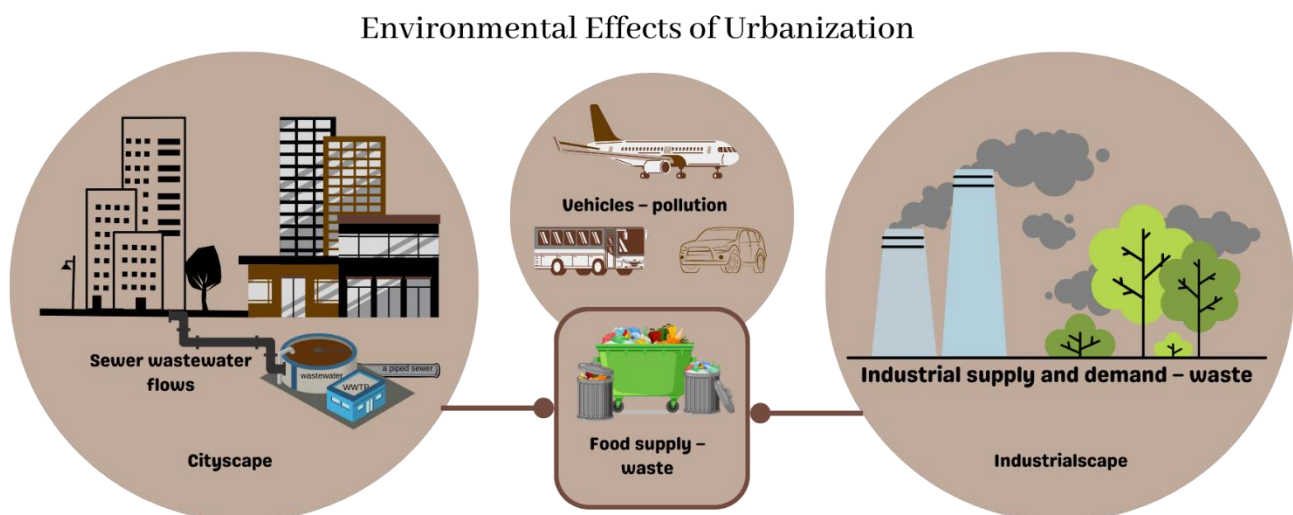 Environmental Effects of Urbanization
Sewer wastewater
flows
wastewater
a piped sewer
WWTP
Cityscape
Vehicles – pollution
Food supply –
waste
Industrial supply and demand – waste
Industrialscape